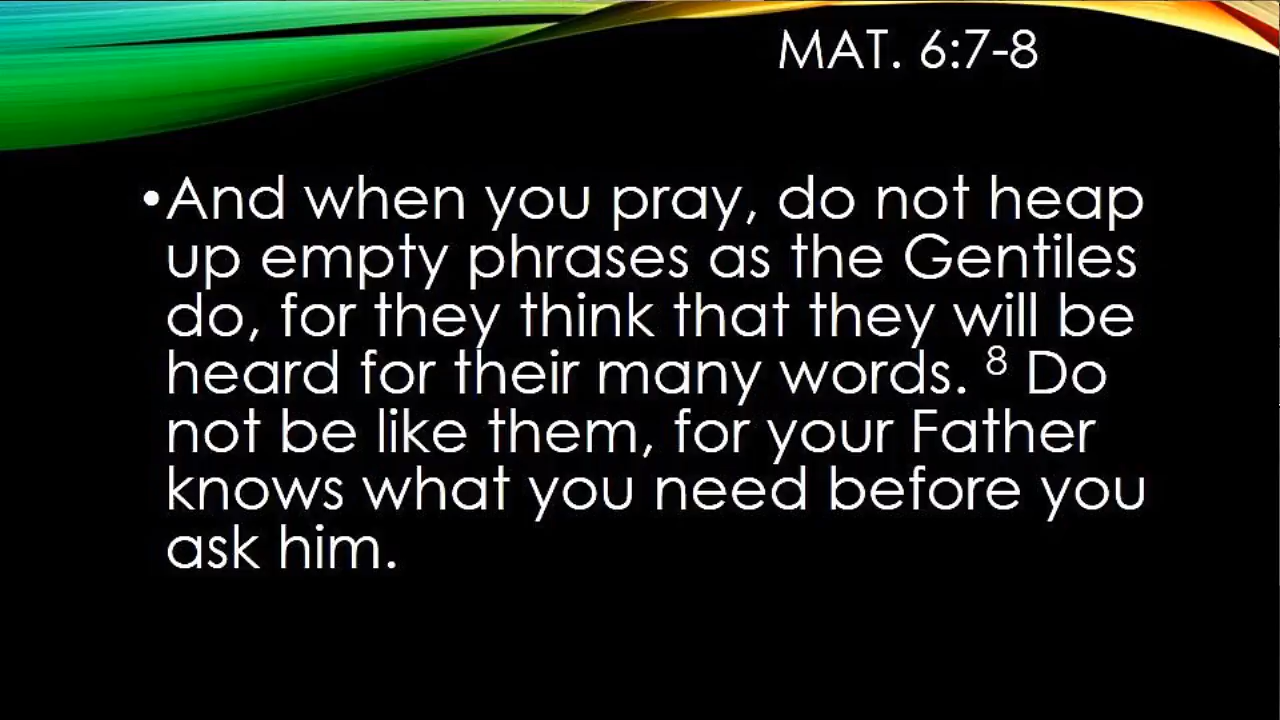 MAT. 6:7-8
•And when you pray, do not heap
up empty phrases as the Gentiles
do, for they think that they will be
heard for their many words. ⁸ Do
not be like them, for your Father
knows what you need before you
ask him.